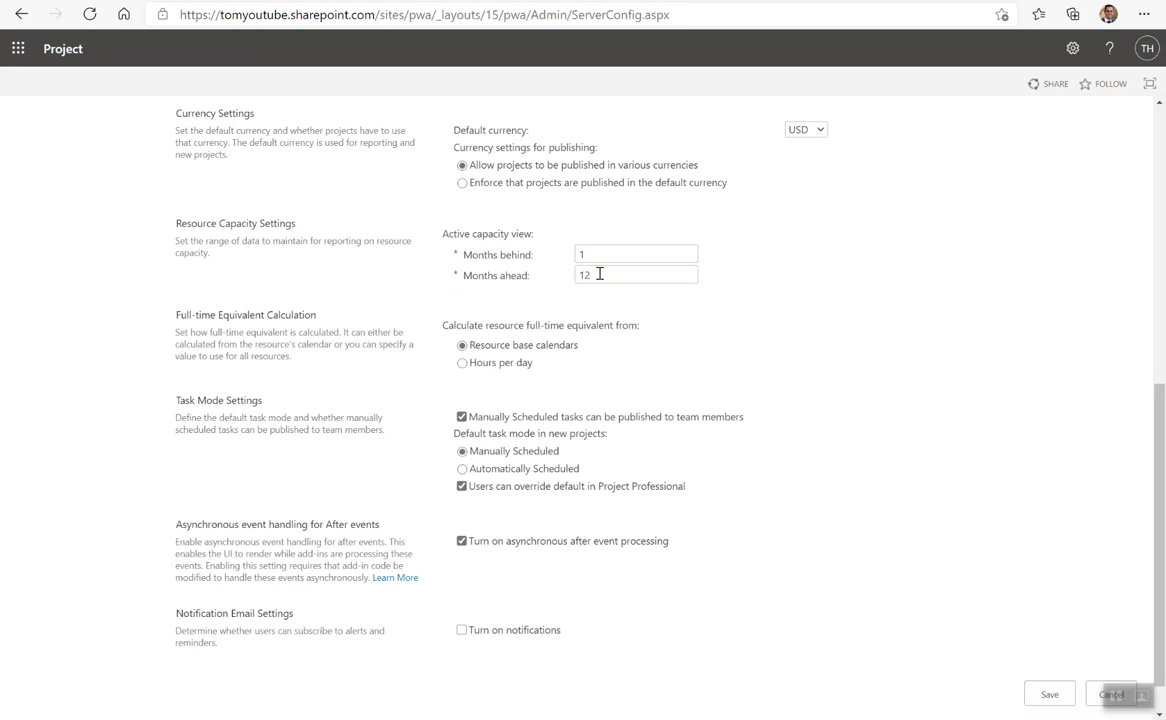 https://tomyoutube.sharepoint.com/sites/pwa/_layouts/15/pwa/Admin/ServerConfig.aspx
Project
?
TH
SHARE
FOLLOW
Currency Settings
Set the default currency and whether projects have to use
that currency. The default currency is used for reporting and
new projects.
Default currency:
USD
Currency settings for publishing:
Allow projects to be published in various currencies
Enforce that projects are published in the default currency
Resource Capacity Settings
Set the range of data to maintain for reporting on resource
capacity.
Active capacity view:
* Months behind:
1
* Months ahead:
12
Full-time Equivalent Calculation
Set how full-time equivalent is calculated. It can either be
calculated from the resource's calendar or you can specify a
value to use for all resources.
Calculate resource full-time equivalent from:
Resource base calendars
Hours per day
Task Mode Settings
Define the default task mode and whether manually
scheduled tasks can be published to team members.
Manually Scheduled tasks can be published to team members
Default task mode in new projects:
Manually Scheduled
Automatically Scheduled
Users can override default in Project Professional
Asynchronous event handling for After events
Enable asynchronous event handling for after events. This
enables the UI to render while add-ins are processing these
events. Enabling this setting requires that add-in code be
modified to handle these events asynchronously. Learn More
Turn on asynchronous after event processing
Notification Email Settings
Determine whether users can subscribe to alerts and
reminders.
Turn on notifications
Save
Cancel